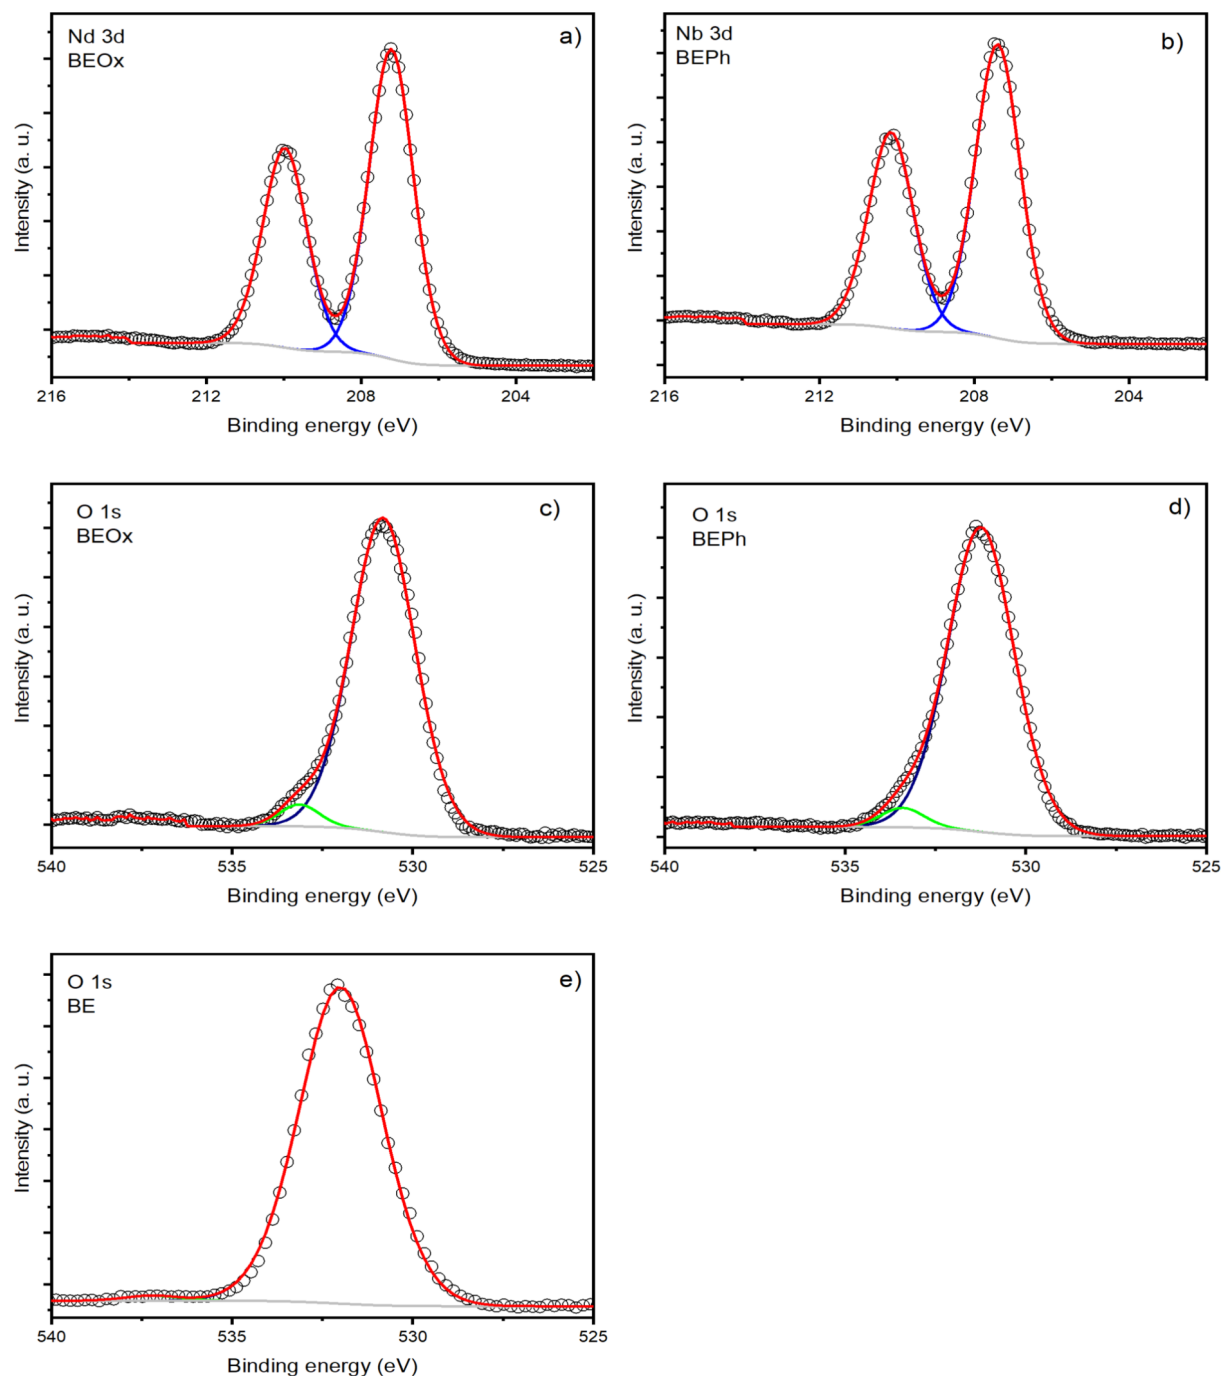 Nd 3d
BEOx
a)
Intensity (a. u.)
216
212
208
204
Binding energy (eV)
Nb 3d
BEPh
b)
Intensity (a. u.)
216
212
208
204
Binding energy (eV)
O 1s
BEOx
c)
Intensity (a. u.)
540
535
530
525
Binding energy (eV)
O 1s
BEPh
d)
Intensity (a. u.)
540
535
530
525
Binding energy (eV)
O 1s
BE
e)
Intensity (a. u.)
540
535
530
525
Binding energy (eV)